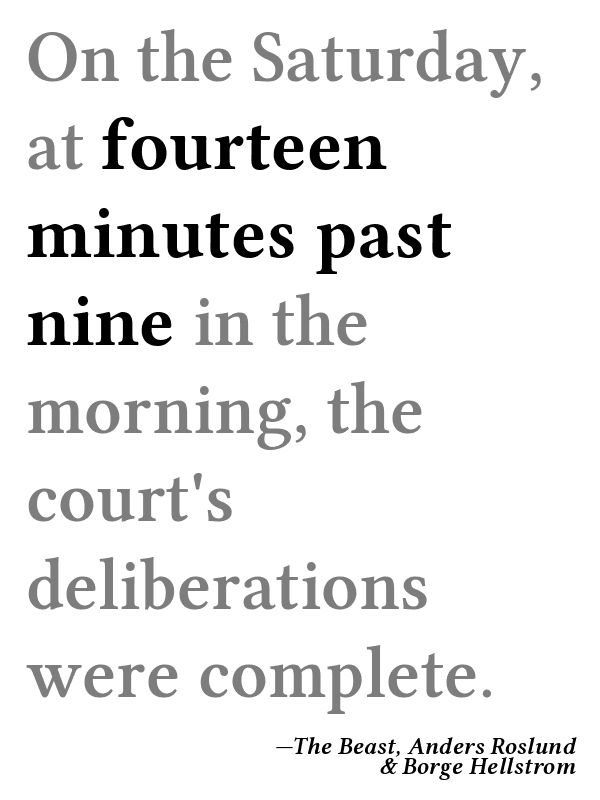 On the Saturday,
at fourteen
minutes past
nine in the
morning, the
court's
deliberations
were complete.
—The Beast, Anders Roslund
& Borge Hellstrom